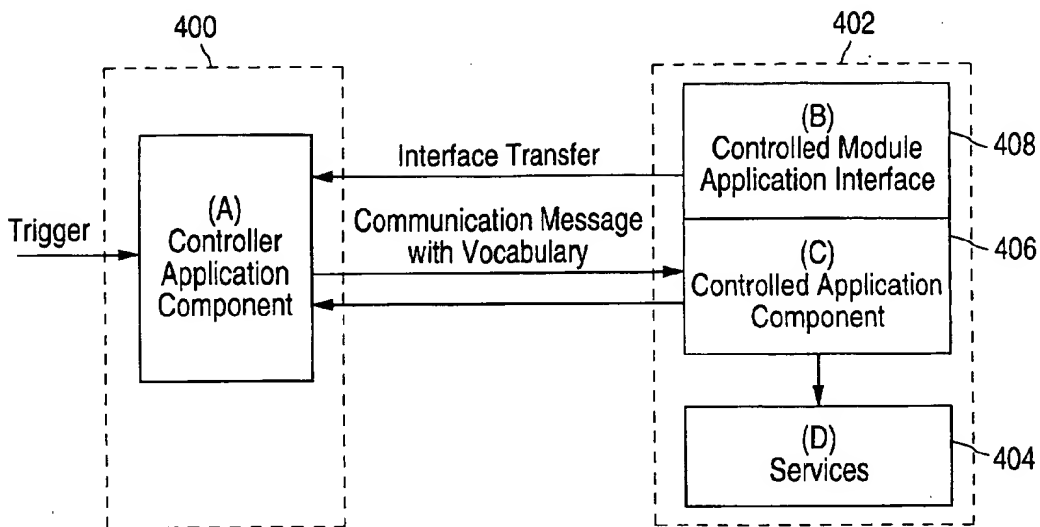 400
402
(A)
Controller
Application
Component
Trigger
Interface Transfer
Communication Message
with Vocabulary
(B)
Controlled Module
Application Interface
408
406
(C)
Controlled Application
Component
(D)
Services
404